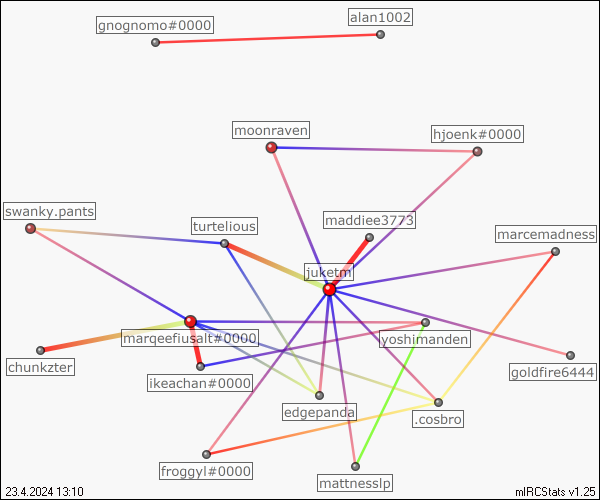 alan1002
gnognomo#0000
moonraven
hjoenk#0000
swanky.pants
maddiee3773
turtelious
marcemadness
juketm
marqeefiusalt#0000
yoshimanden
chunkzter
goldfire6444
ikeachan#0000
edgepanda
.cosbro
froggyl#0000
mattnesslp
23.4.2024 13:10
mIRCStats v1.25